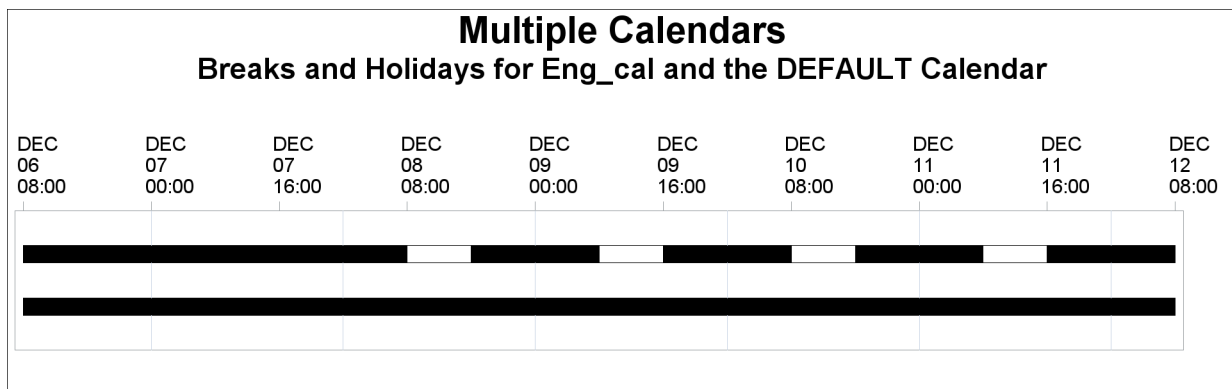 Multiple Calendars
Breaks and Holidays for Eng_cal and the DEFAULT Calendar
DEC DEC DEC DEC DEC DEC DEC DEC DEC DEC
06 07 07 08 09 09 10 11 11 12
08:00 00:00 16:00 08:00 00:00 16:00 08:00 00:00 16:00 08:00